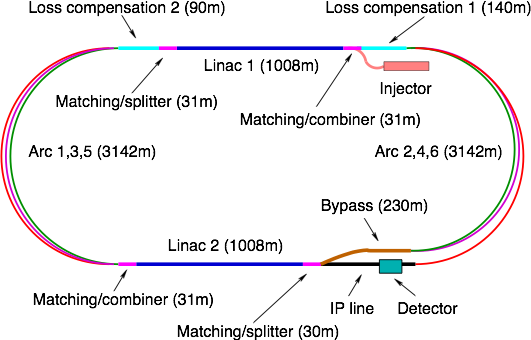 Loss compensation 2 (90m)
Loss compensation 1 (140m)
Linac 1 (1008m)
Injector
Matching/splitter (31m)
Matching/combiner (31m)
Arc 1,3,5 (3142m)
Arc 2,4,6 (3142m)
Bypass (230m)
Linac 2 (1008m)
Matching/combiner (31m)
IP line
Detector
Matching/splitter (30m)